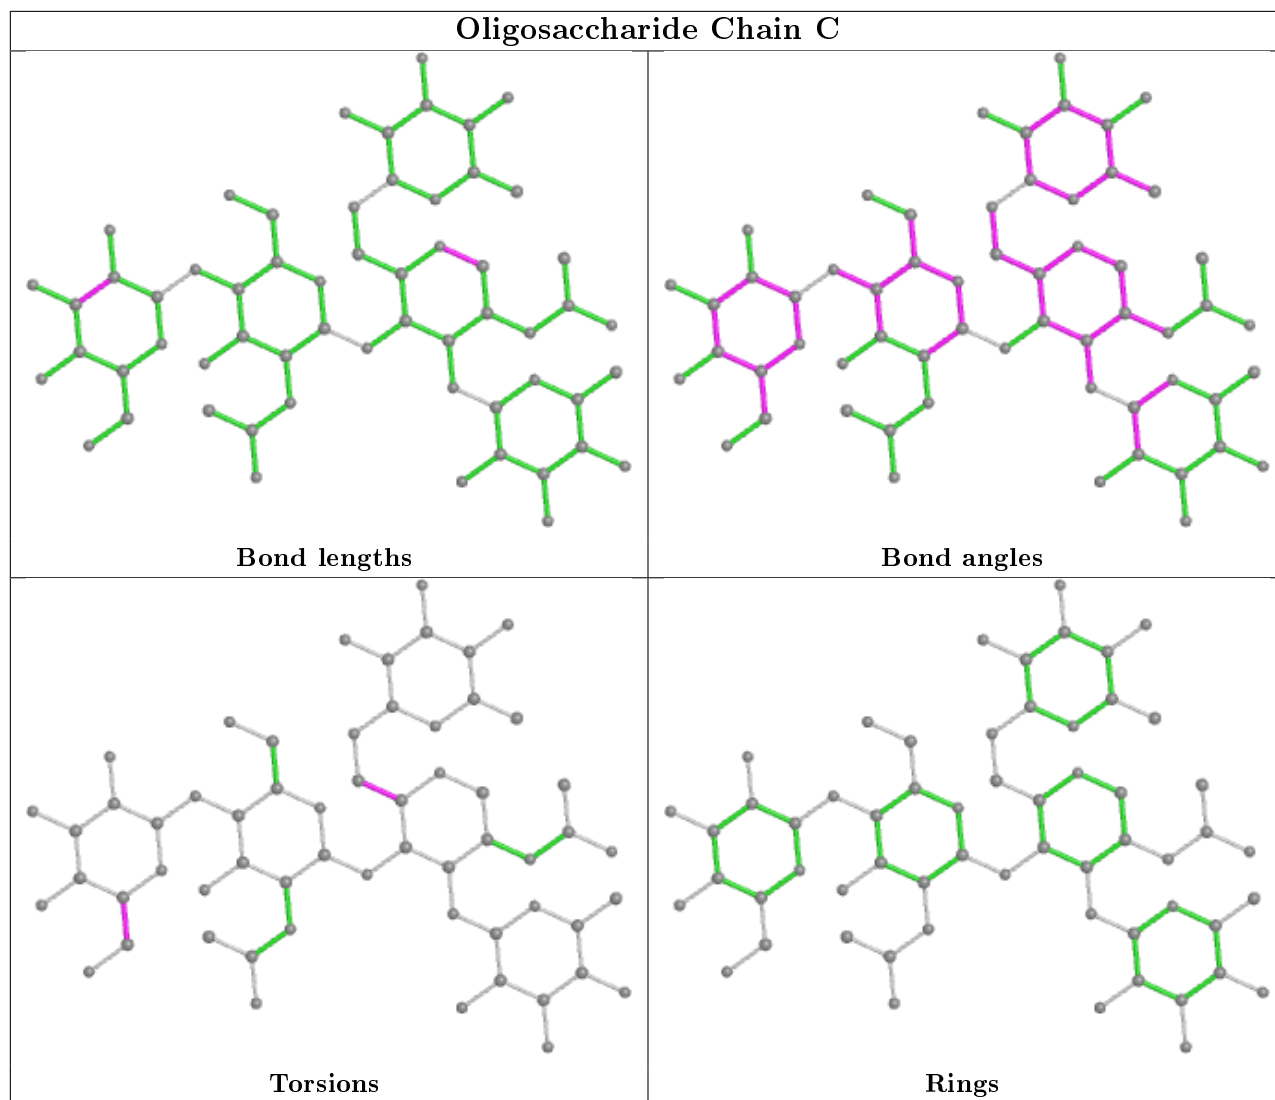 Oligosaccharide Chain C
Bond lengths
Bond angles
Torsions
Rings